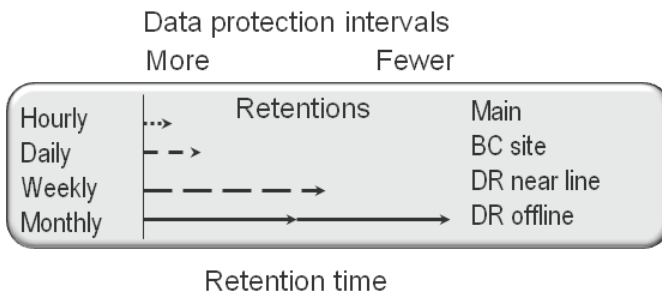 Data protection intervals
More Fewer
Hourly Retentions Main
Daily BC site
Weekly DR near line
Monthly DR offline
Retention time